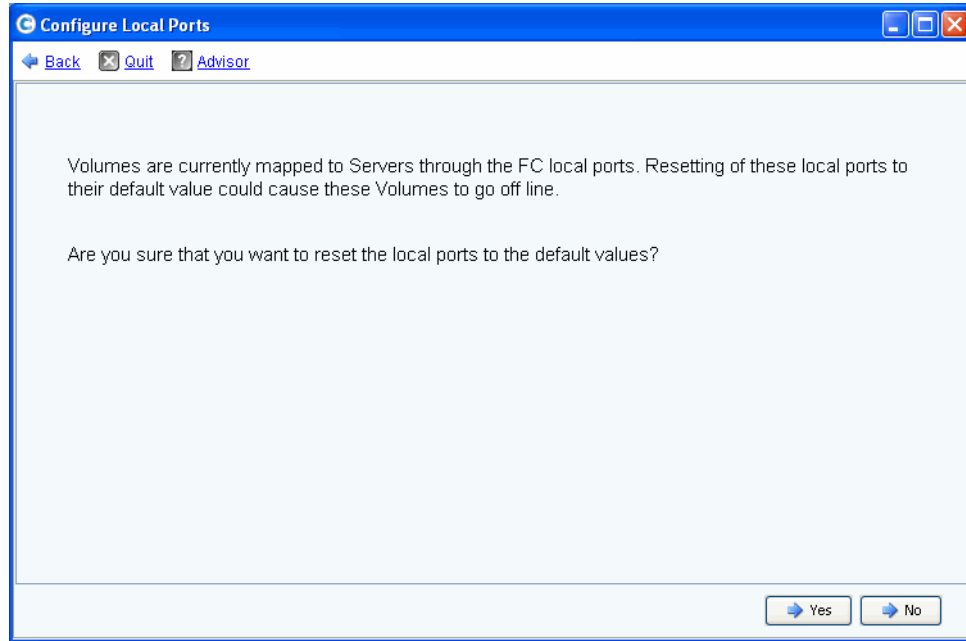 Configure Local Ports
Back Quit Advisor
Volumes are currently mapped to Servers through the FC local ports. Resetting of these local ports to
their default value could cause these Volumes to go off line.
Are you sure that you want to reset the local ports to the default values?
Yes No